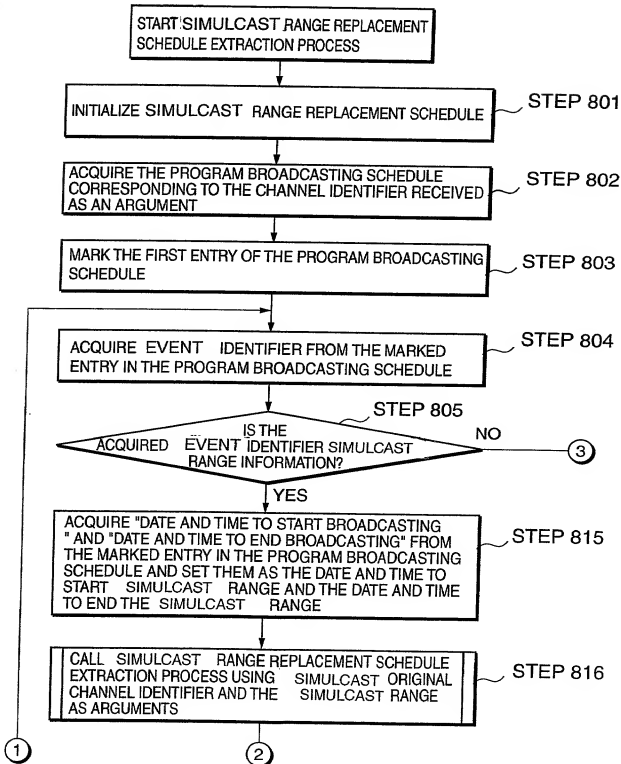 START SIMULCAST RANGE REPLACEMENT
SCHEDULE EXTRACTION PROCESS
INITIALIZE SIMULCAST RANGE REPLACEMENT SCHEDULE
STEP 801
ACQUIRE THE PROGRAM BROADCASTING SCHEDULE
CORRESPONDING TO THE CHANNEL IDENTIFIER RECEIVED
AS AN ARGUMENT
STEP 802
MARK THE FIRST ENTRY OF THE PROGRAM BROADCASTING
SCHEDULE
STEP 803
ACQUIRE EVENT IDENTIFIER FROM THE MARKED
ENTRY IN THE PROGRAM BROADCASTING SCHEDULE
STEP 804
STEP 805
IS THE
ACQUIRED EVENT IDENTIFIER SIMULCAST
RANGE INFORMATION?
NO
3
YES
ACQUIRE "DATE AND TIME TO START BROADCASTING
" AND "DATE AND TIME TO END BROADCASTING" FROM
THE MARKED ENTRY IN THE PROGRAM BROADCASTING
SCHEDULE AND SET THEM AS THE DATE AND TIME TO
START SIMULCAST RANGE AND THE DATE AND TIME
TO END THE SIMULCAST RANGE
STEP 815
CALL SIMULCAST RANGE REPLACEMENT SCHEDULE
EXTRACTION PROCESS USING SIMULCAST ORIGINAL
CHANNEL IDENTIFIER AND THE SIMULCAST RANGE
AS ARGUMENTS
STEP 816
1
2